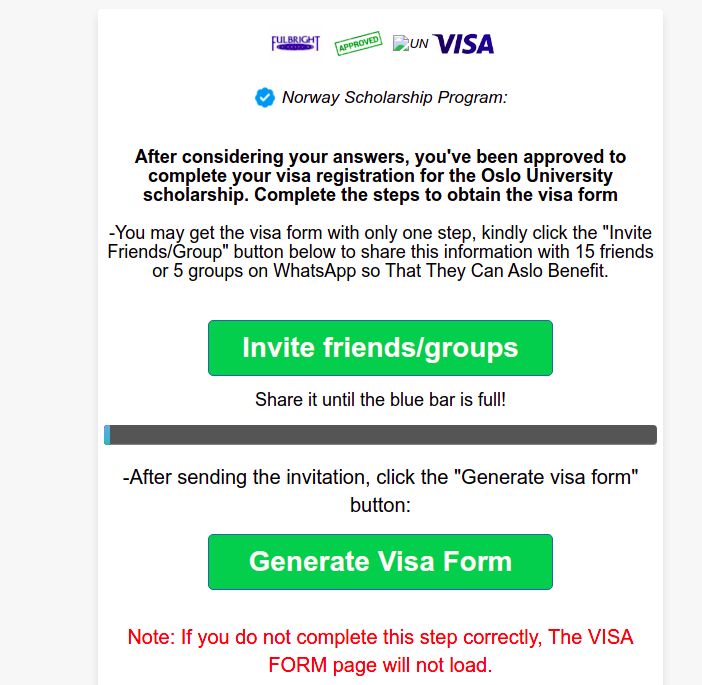 FULBRIGHT APPROVED UN VISA
Norway Scholarship Program:
After considering your answers, you've been approved to
complete your visa registration for the Oslo University
scholarship. Complete the steps to obtain the visa form
-You may get the visa form with only one step, kindly click the "Invite
Friends/Group" button below to share this information with 15 friends
or 5 groups on WhatsApp so That They Can Aslo Benefit.
Invite friends/groups
Share it until the blue bar is full!
-After sending the invitation, click the "Generate visa form"
button:
Generate Visa Form
Note: If you do not complete this step correctly, The VISA
FORM page will not load.